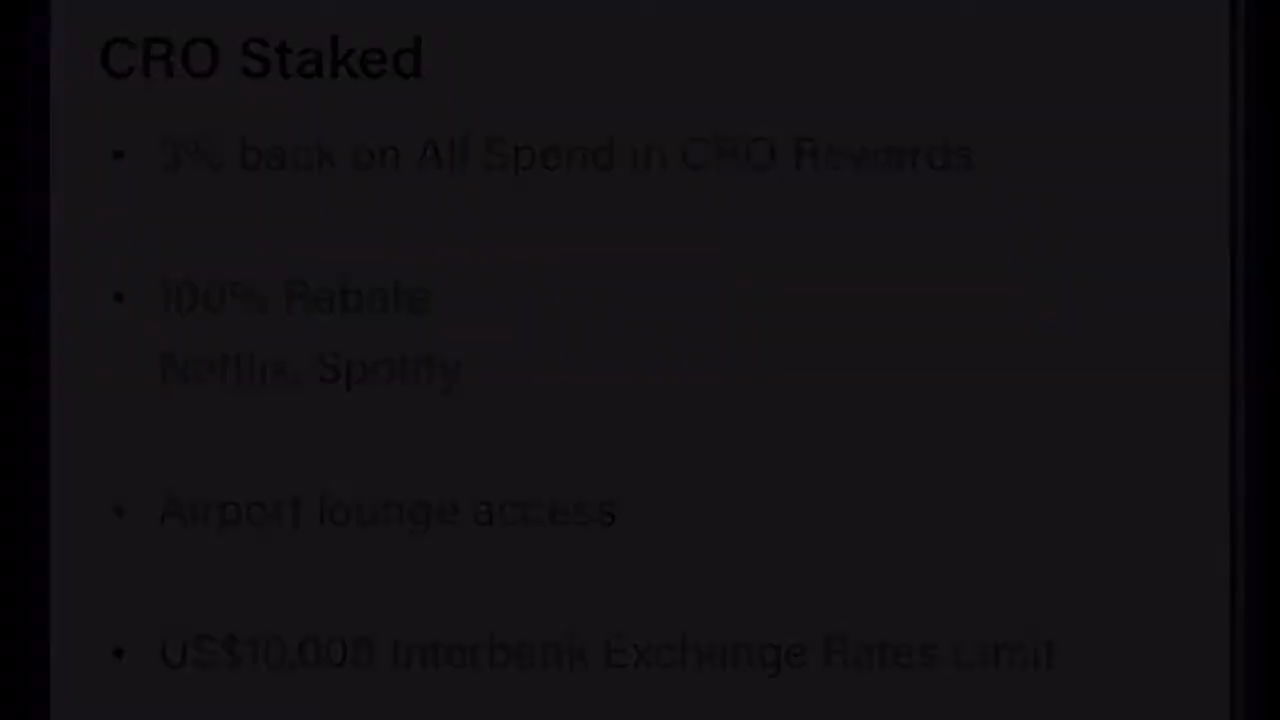 CRO Staked
• 3% back on All Spend in CRO Rewards
• 100% Rebate
Netflix, Spotify
• Airport lounge access
• US$10,000 Interbank Exchange Rates Limit